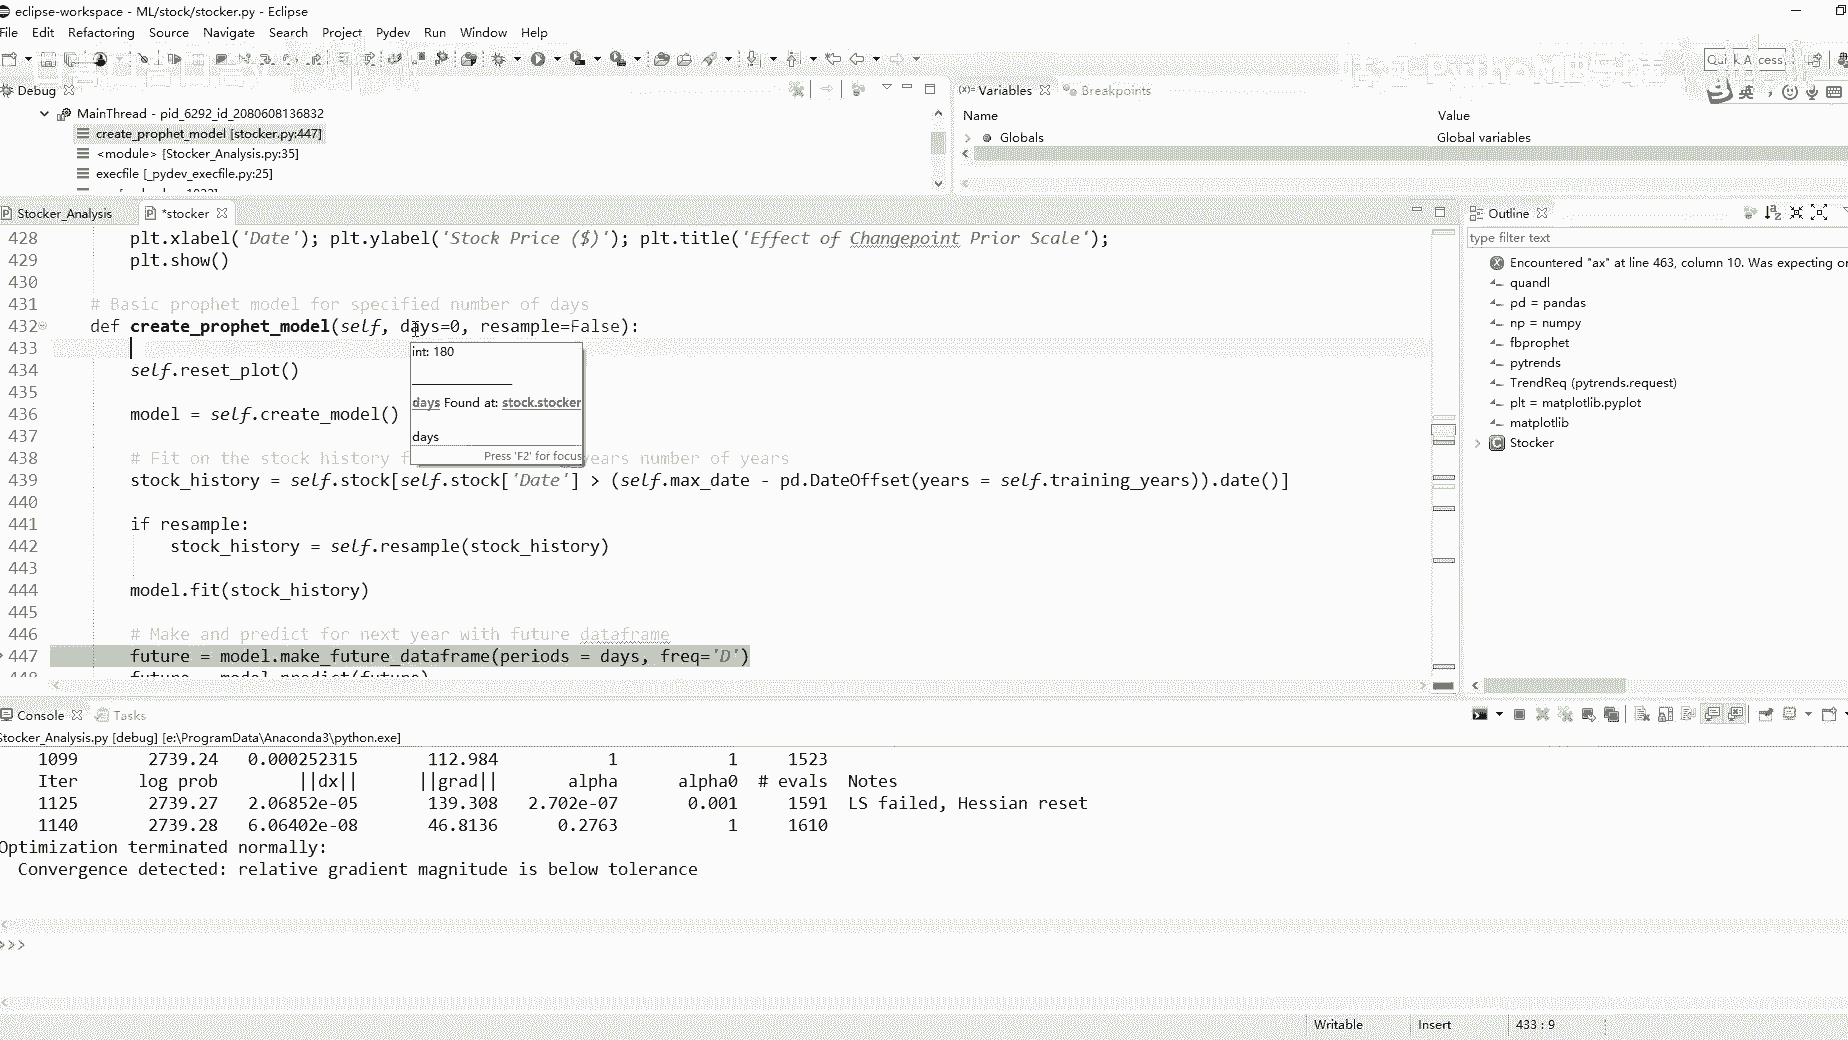 eclipse-workspace - ML/stock/stocker.py - Eclipse
File Edit Refactoring Source Navigate Search Project Pydev Run Window Help
Debug
MainThread - pid_6292_id_2080608136832
create_prophet_model [stocker.py:447]
<module> [Stocker_Analysis.py:35]
execfile [_pydev_execfile.py:25]
(x)= Variables Breakpoints
Name Value
Globals Global variables
Stocker_Analysis *stocker
428 plt.xlabel('Date'); plt.ylabel('Stock Price ($)'); plt.title('Effect of Changepoint Prior Scale');
429 plt.show()
430
431 # Basic prophet model for specified number of days
432 def create_prophet_model(self, days=0, resample=False):
433
434 self.reset_plot()
435
436 model = self.create_model()
437
438 # Fit on the stock history years number of years
439 stock_history = self.stock[self.stock['Date'] > (self.max_date - pd.DateOffset(years = self.training_years)).date()]
440
441 if resample:
442 stock_history = self.resample(stock_history)
443
444 model.fit(stock_history)
445
446 # Make and predict for next year with future dataframe
447 future = model.make_future_dataframe(periods = days, freq='D')
int: 180
days Found at: stock.stocker
days
Press 'F2' for focus
Outline
type filter text
Encountered "ax" at line 463, column 10. Was expecting
quandl
pd = pandas
np = numpy
fbprophet
pytrends
TrendReq (pytrends.request)
plt = matplotlib.pyplot
matplotlib
Stocker
Console Tasks
Stocker_Analysis.py [debug] [e:\ProgramData\Anaconda3\python.exe]
1099 2739.24 0.000252315 112.984 1 1 1523
Iter log prob ||dx|| ||grad|| alpha alpha0 # evals Notes
1125 2739.27 2.06852e-05 139.308 2.702e-07 0.001 1591 LS failed, Hessian reset
1140 2739.28 6.06402e-08 46.8136 0.2763 1 1610
Optimization terminated normally:
Convergence detected: relative gradient magnitude is below tolerance
>>>
Writable Insert 433 : 9